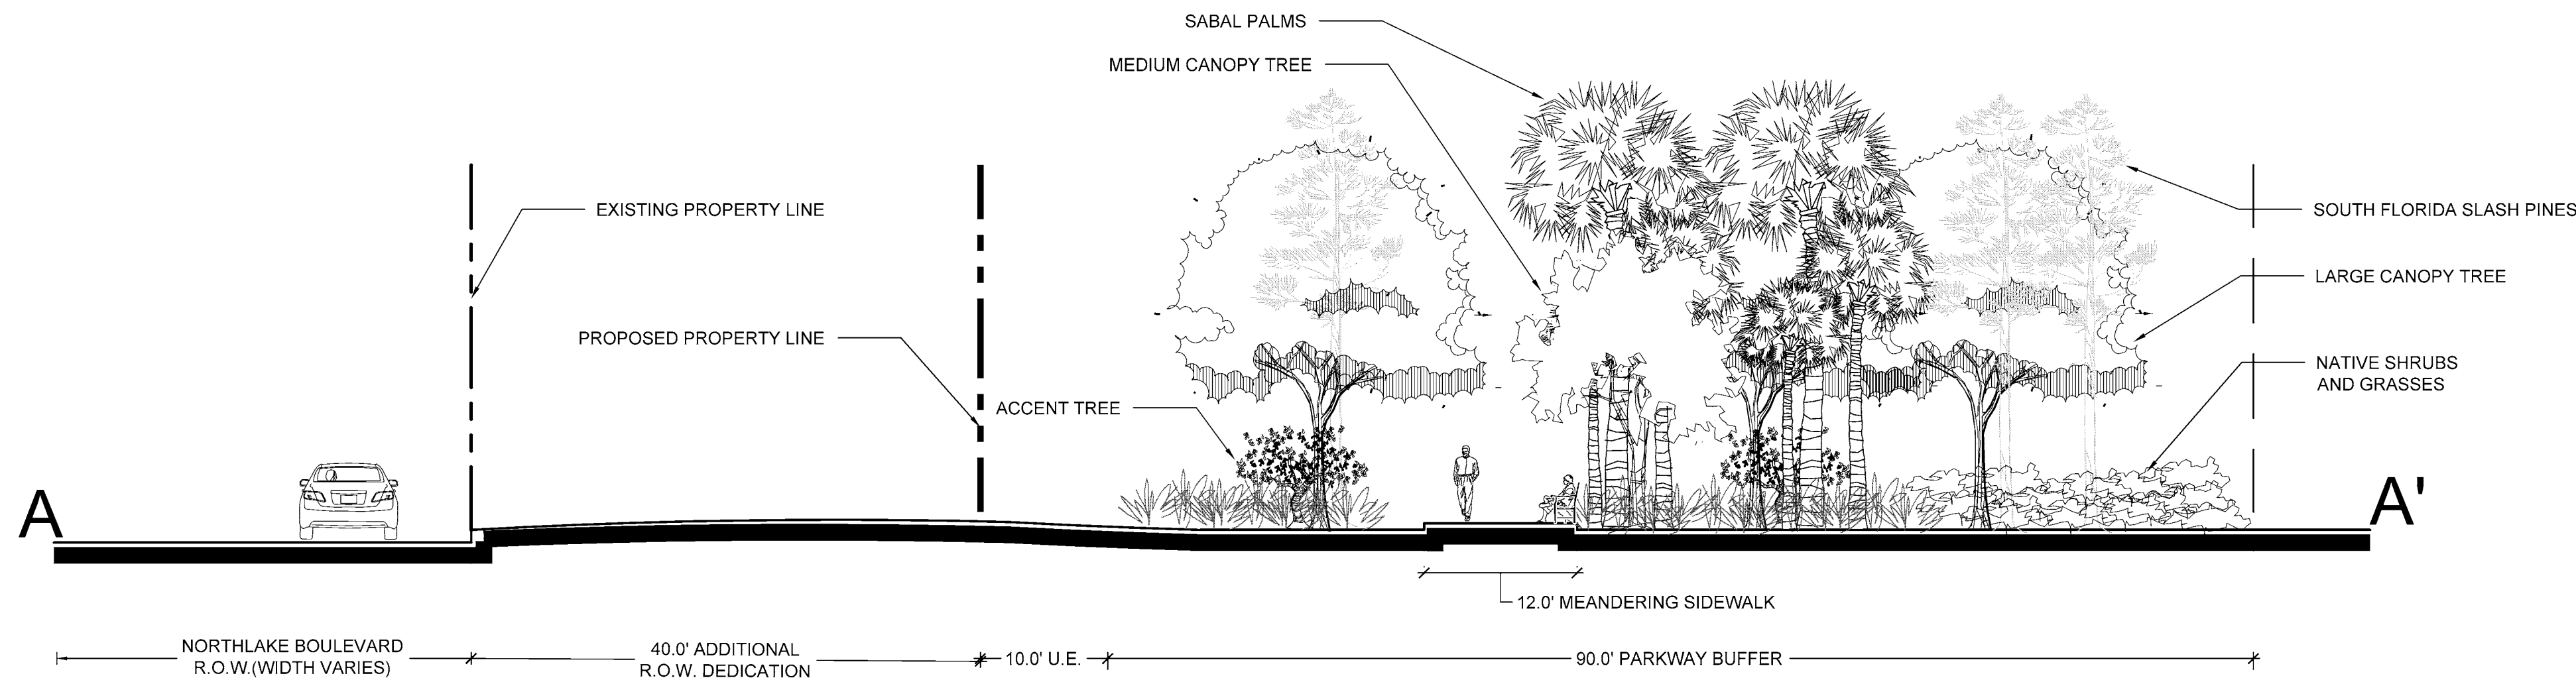 SABAL PALMS
MEDIUM CANOPY TREE
EXISTING PROPERTY LINE
SOUTH FLORIDA SLASH PINES
LARGE CANOPY TREE
PROPOSED PROPERTY LINE
NATIVE SHRUBS
AND GRASSES
ACCENT TREE
A
A'
12.0' MEANDERING SIDEWALK
NORTHLAKE BOULEVARD
R.O.W.(WIDTH VARIES)
40.0' ADDITIONAL
R.O.W. DEDICATION
10.0' U.E.
90.0' PARKWAY BUFFER